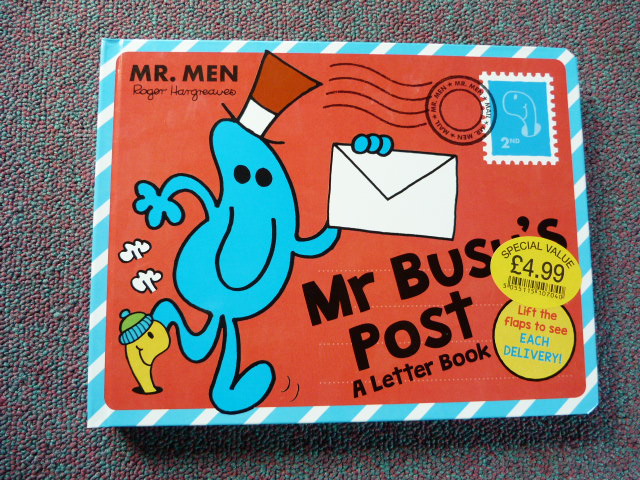 MR. MEN
Roger Hargreaves
MR. MEN & MAIL ★ MR. MEN & MAIL ★
2ND
Mr Busy's
Post
A Letter Book
SPECIAL VALUE
£4.99
Lift the
flaps to see
EACH
DELIVERY!